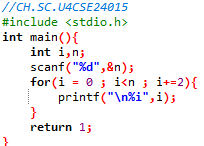 //CH.SC.U4CSE24015
#include <stdio.h>
int main(){
    int i,n;
    scanf("%d",&n);
    for(i = 0 ; i<n ; i+=2){
        printf("\n%i",i);
    }
    return 1;
}